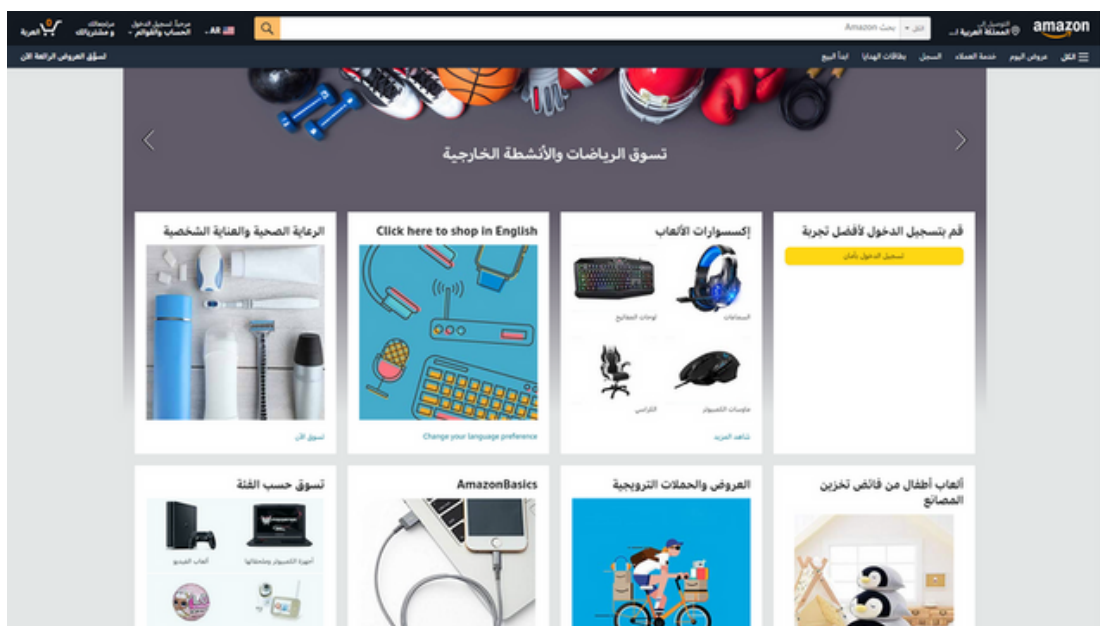 amazon
التوصيل إلى
المملكة العربية ا...
الكل
بحث Amazon
AR
مرحباً تسجيل الدخول
الحساب والقوائم
مرتجعاتك
و مشترياتك
0
العربة
الكل
عروض اليوم
خدمة العملاء
السجل
بطاقات الهدايا
ابدأ البيع
تسوَّق العروض الرائعة الآن
تسوق الرياضات والأنشطة الخارجية
قم بتسجيل الدخول لأفضل تجربة
تسجيل الدخول بأمان
إكسسوارات الألعاب
السماعات
لوحات المفاتيح
ماوسات الكمبيوتر
الكراسي
شاهد المزيد
Click here to shop in English
Change your language preference
الرعاية الصحية والعناية الشخصية
تسوق الآن
ألعاب أطفال من فائض تخزين
المصانع
العروض والحملات الترويجية
AmazonBasics
تسوق حسب الفئة
أجهزة الكمبيوتر وملحقاتها
ألعاب الفيديو